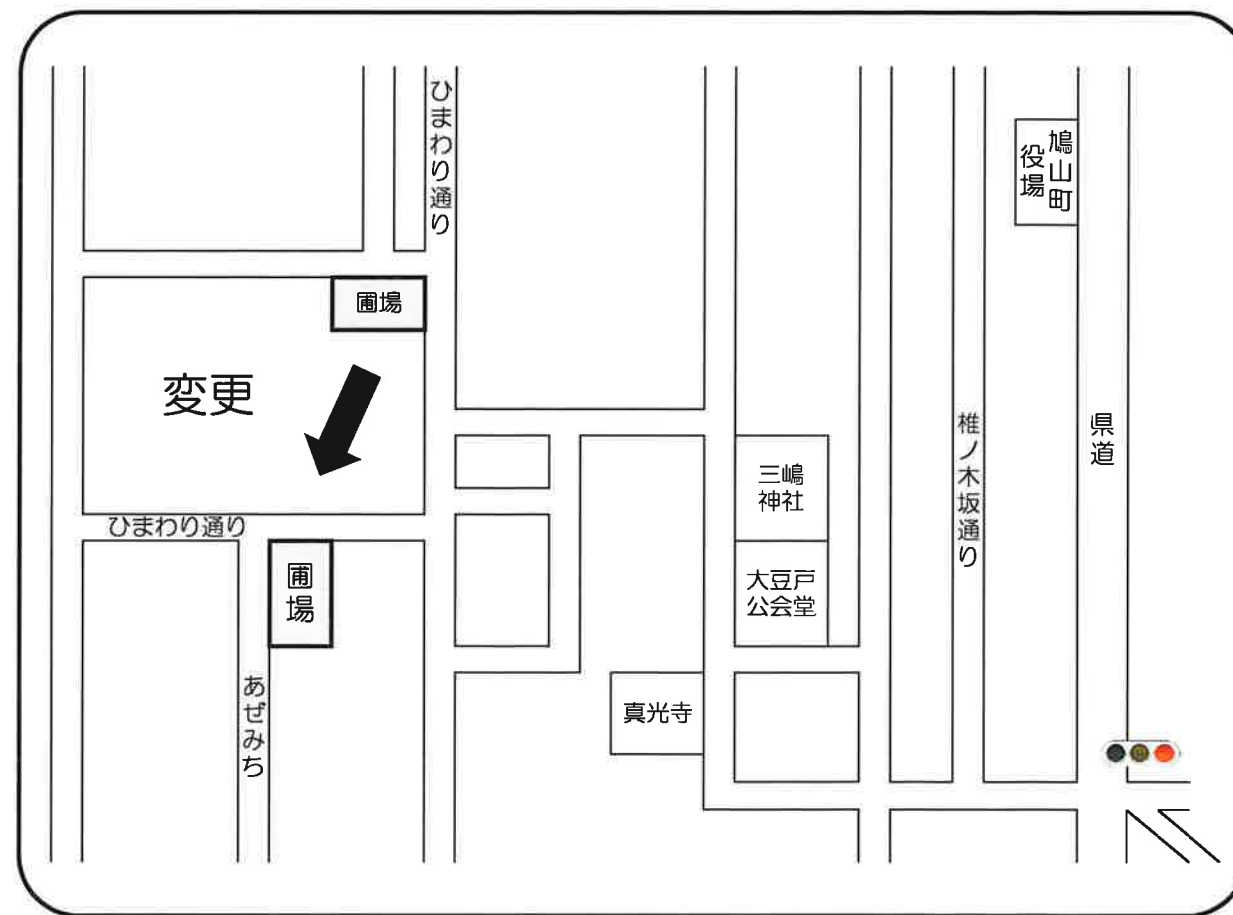 ひまわり通り
鳩山町
役場
圃場
変更
県道
椎ノ木坂通り
三嶋
神社
ひまわり通り
圃場
大豆戸
公会堂
あぜみち
真光寺